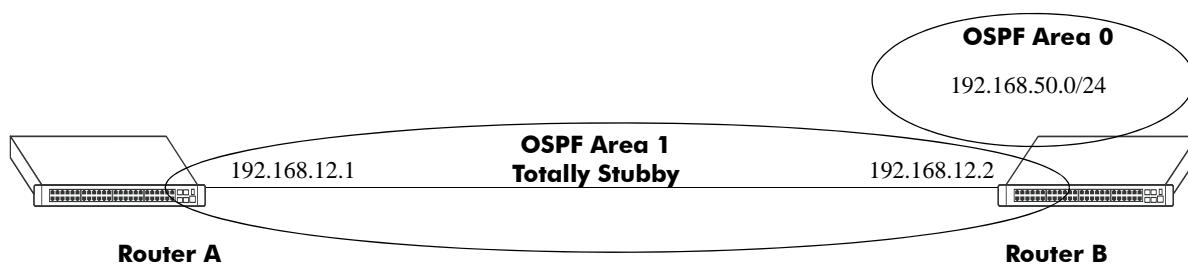 OSPF Area 0
192.168.50.0/24
OSPF Area 1
Totally Stubby
192.168.12.1
192.168.12.2
Router A
Router B